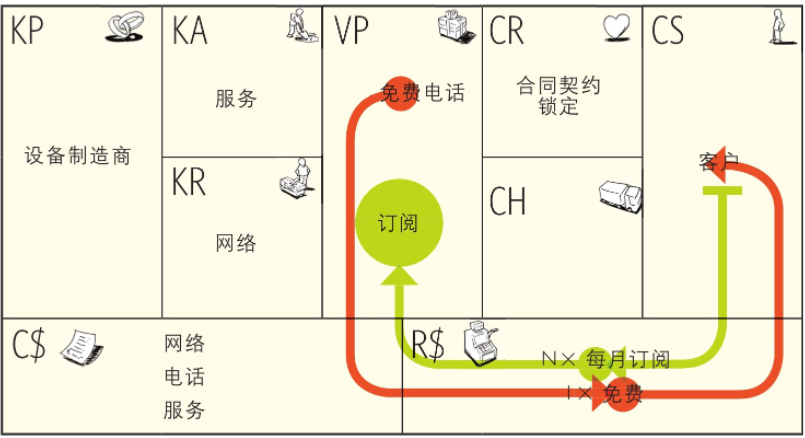 KP
设备制造商
KA
服务
KR
网络
VP
免费电话
订阅
CR
合同契约
锁定
CH
CS
客户
C$
网络
电话
服务
R$
N× 每月订阅
1× 免费